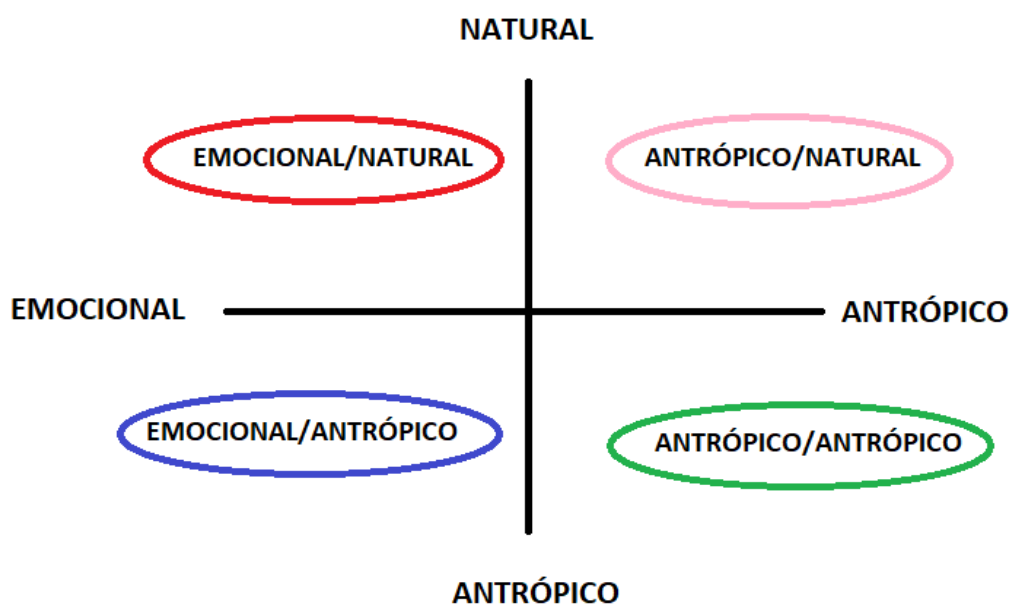 NATURAL
EMOCIONAL/NATURAL
ANTRÓPICO/NATURAL
EMOCIONAL
ANTRÓPICO
EMOCIONAL/ANTRÓPICO
ANTRÓPICO/ANTRÓPICO
ANTRÓPICO